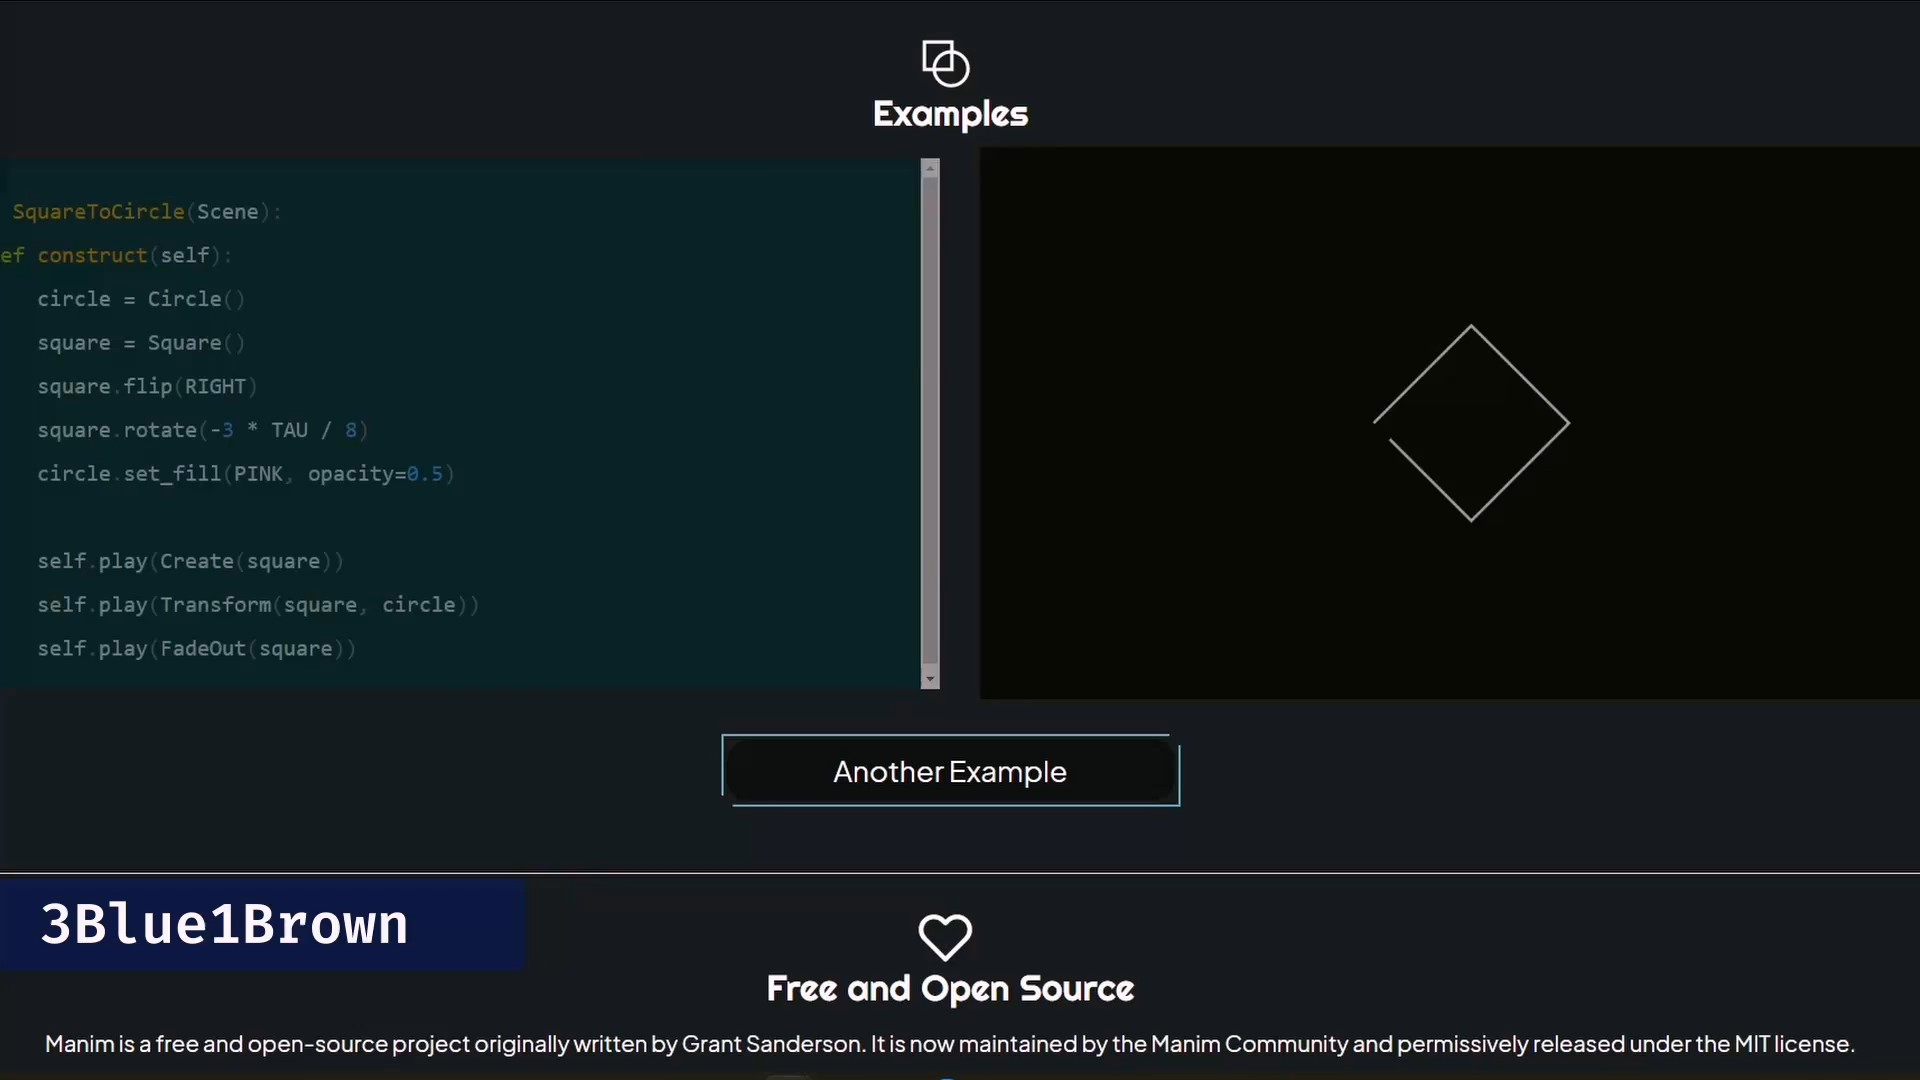 Examples
SquareToCircle(Scene):
ef construct(self):
circle = Circle()
square = Square()
square.flip(RIGHT)
square.rotate(-3 * TAU / 8)
circle.set_fill(PINK, opacity=0.5)
self.play(Create(square))
self.play(Transform(square, circle))
self.play(FadeOut(square))
Another Example
3Blue1Brown
Free and Open Source
Manim is a free and open-source project originally written by Grant Sanderson. It is now maintained by the Manim Community and permissively released under the MIT license.